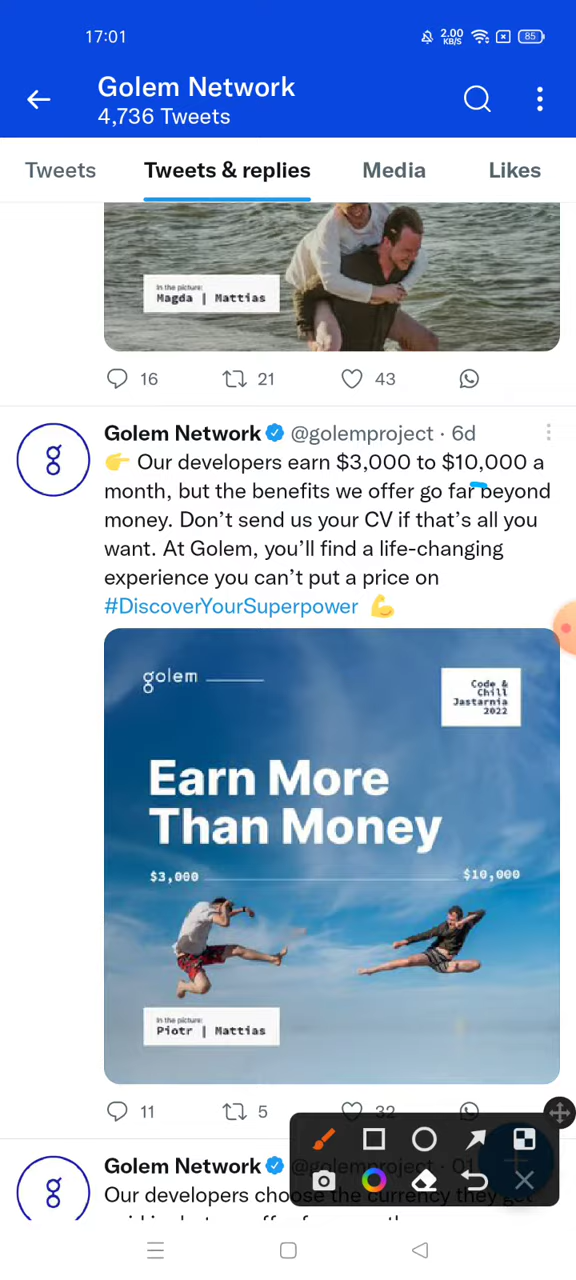 17:01
2.00
KB/S
85
Golem Network
4,736 Tweets
Tweets
Tweets & replies
Media
Likes
In the picture:
Magda | Mattias
16
21
43
Golem Network @golemproject · 6d
👉 Our developers earn $3,000 to $10,000 a
month, but the benefits we offer go far beyond
money. Don't send us your CV if that's all you
want. At Golem, you'll find a life-changing
experience you can't put a price on
#DiscoverYourSuperpower 💪
golem
Code &
Chill
Jastarnia
2022
Earn More
Than Money
$3,000
$10,000
In the picture:
Piotr | Mattias
11
5
32
Golem Network @golemproject · 01
Our developers choose the currency they get